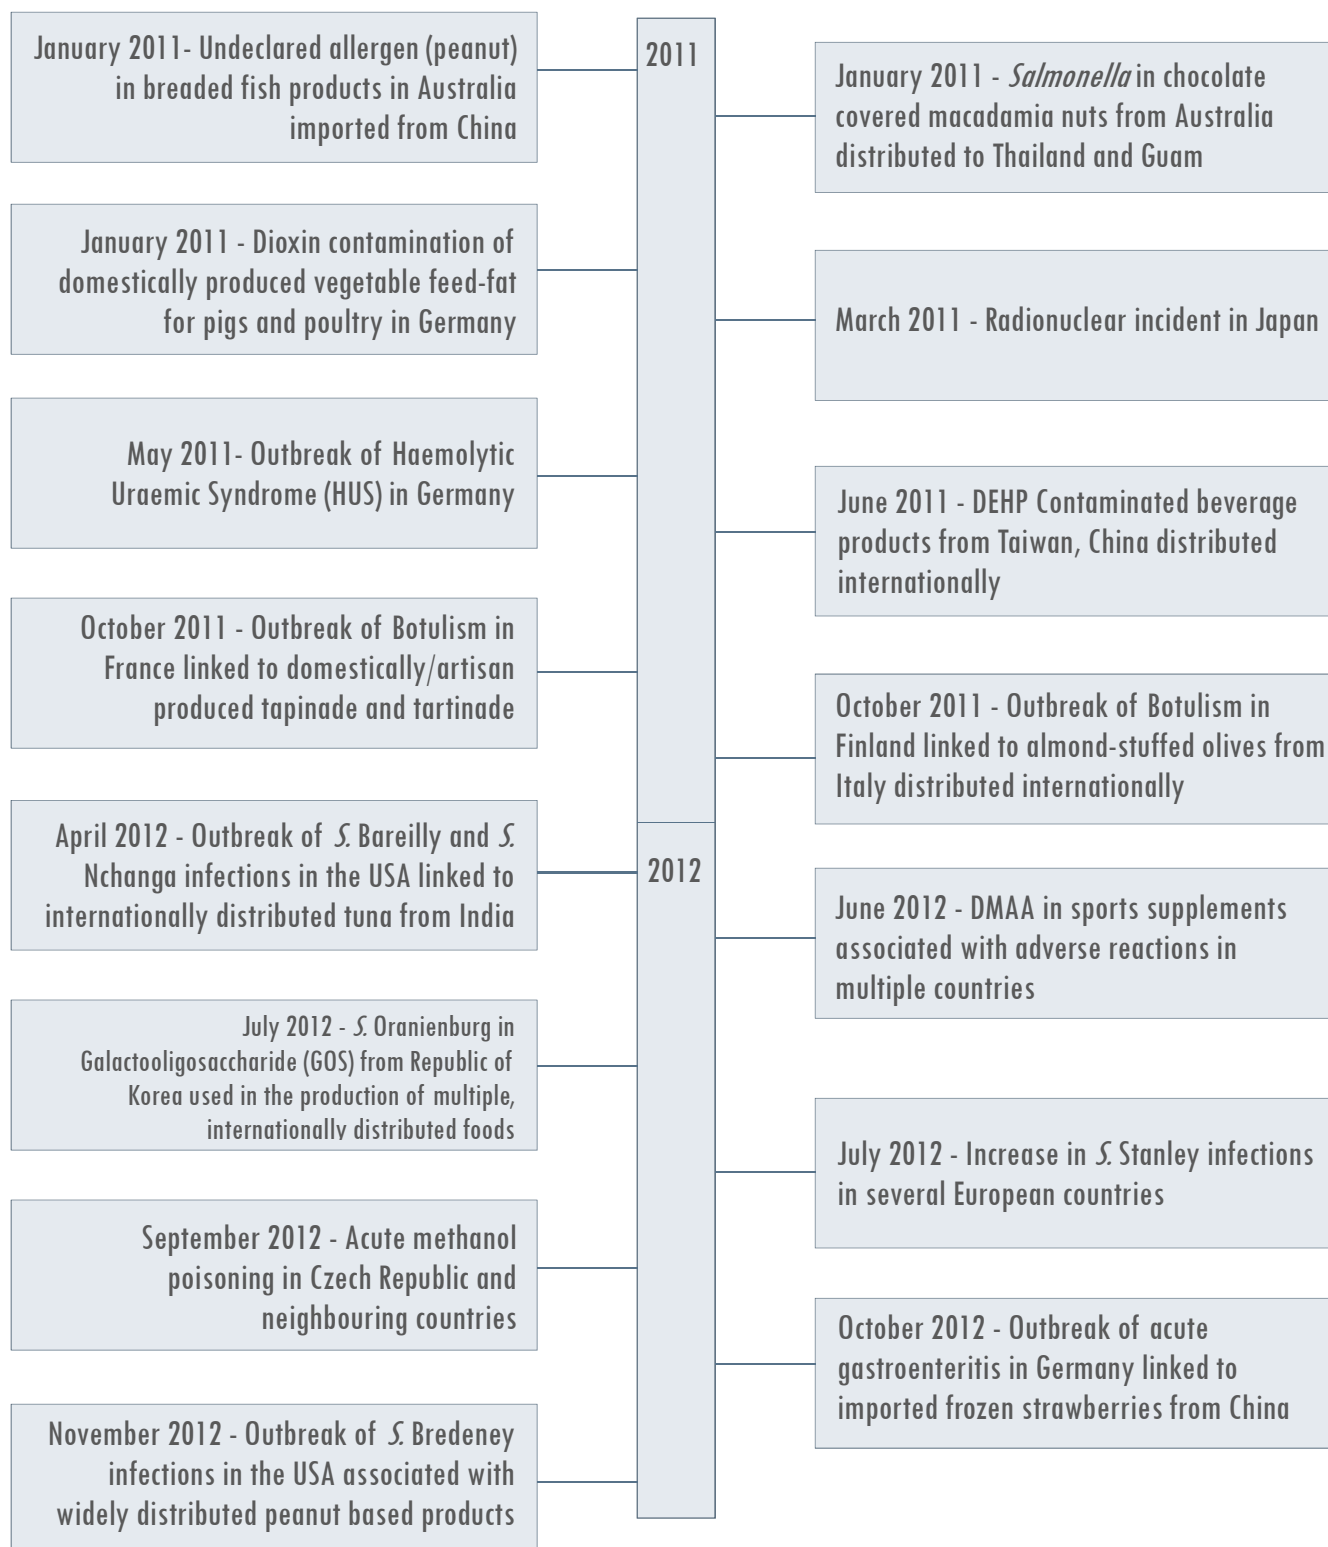 2011
January 2011- Undeclared allergen (peanut)
in breaded fish products in Australia
imported from China
January 2011 - Salmonella in chocolate
covered macadamia nuts from Australia
distributed to Thailand and Guam
January 2011 - Dioxin contamination of
domestically produced vegetable feed-fat
for pigs and poultry in Germany
March 2011 - Radionuclear incident in Japan
May 2011- Outbreak of Haemolytic
Uraemic Syndrome (HUS) in Germany
June 2011 - DEHP Contaminated beverage
products from Taiwan, China distributed
internationally
October 2011 - Outbreak of Botulism in
France linked to domestically/artisan
produced tapinade and tartinade
October 2011 - Outbreak of Botulism in
Finland linked to almond-stuffed olives from
Italy distributed internationally
2012
April 2012 - Outbreak of S. Bareilly and S.
Nchanga infections in the USA linked to
internationally distributed tuna from India
June 2012 - DMAA in sports supplements
associated with adverse reactions in
multiple countries
July 2012 - S. Oranienburg in
Galactooligosaccharide (GOS) from Republic of
Korea used in the production of multiple,
internationally distributed foods
July 2012 - Increase in S. Stanley infections
in several European countries
September 2012 - Acute methanol
poisoning in Czech Republic and
neighbouring countries
October 2012 - Outbreak of acute
gastroenteritis in Germany linked to
imported frozen strawberries from China
November 2012 - Outbreak of S. Bredeney
infections in the USA associated with
widely distributed peanut based products